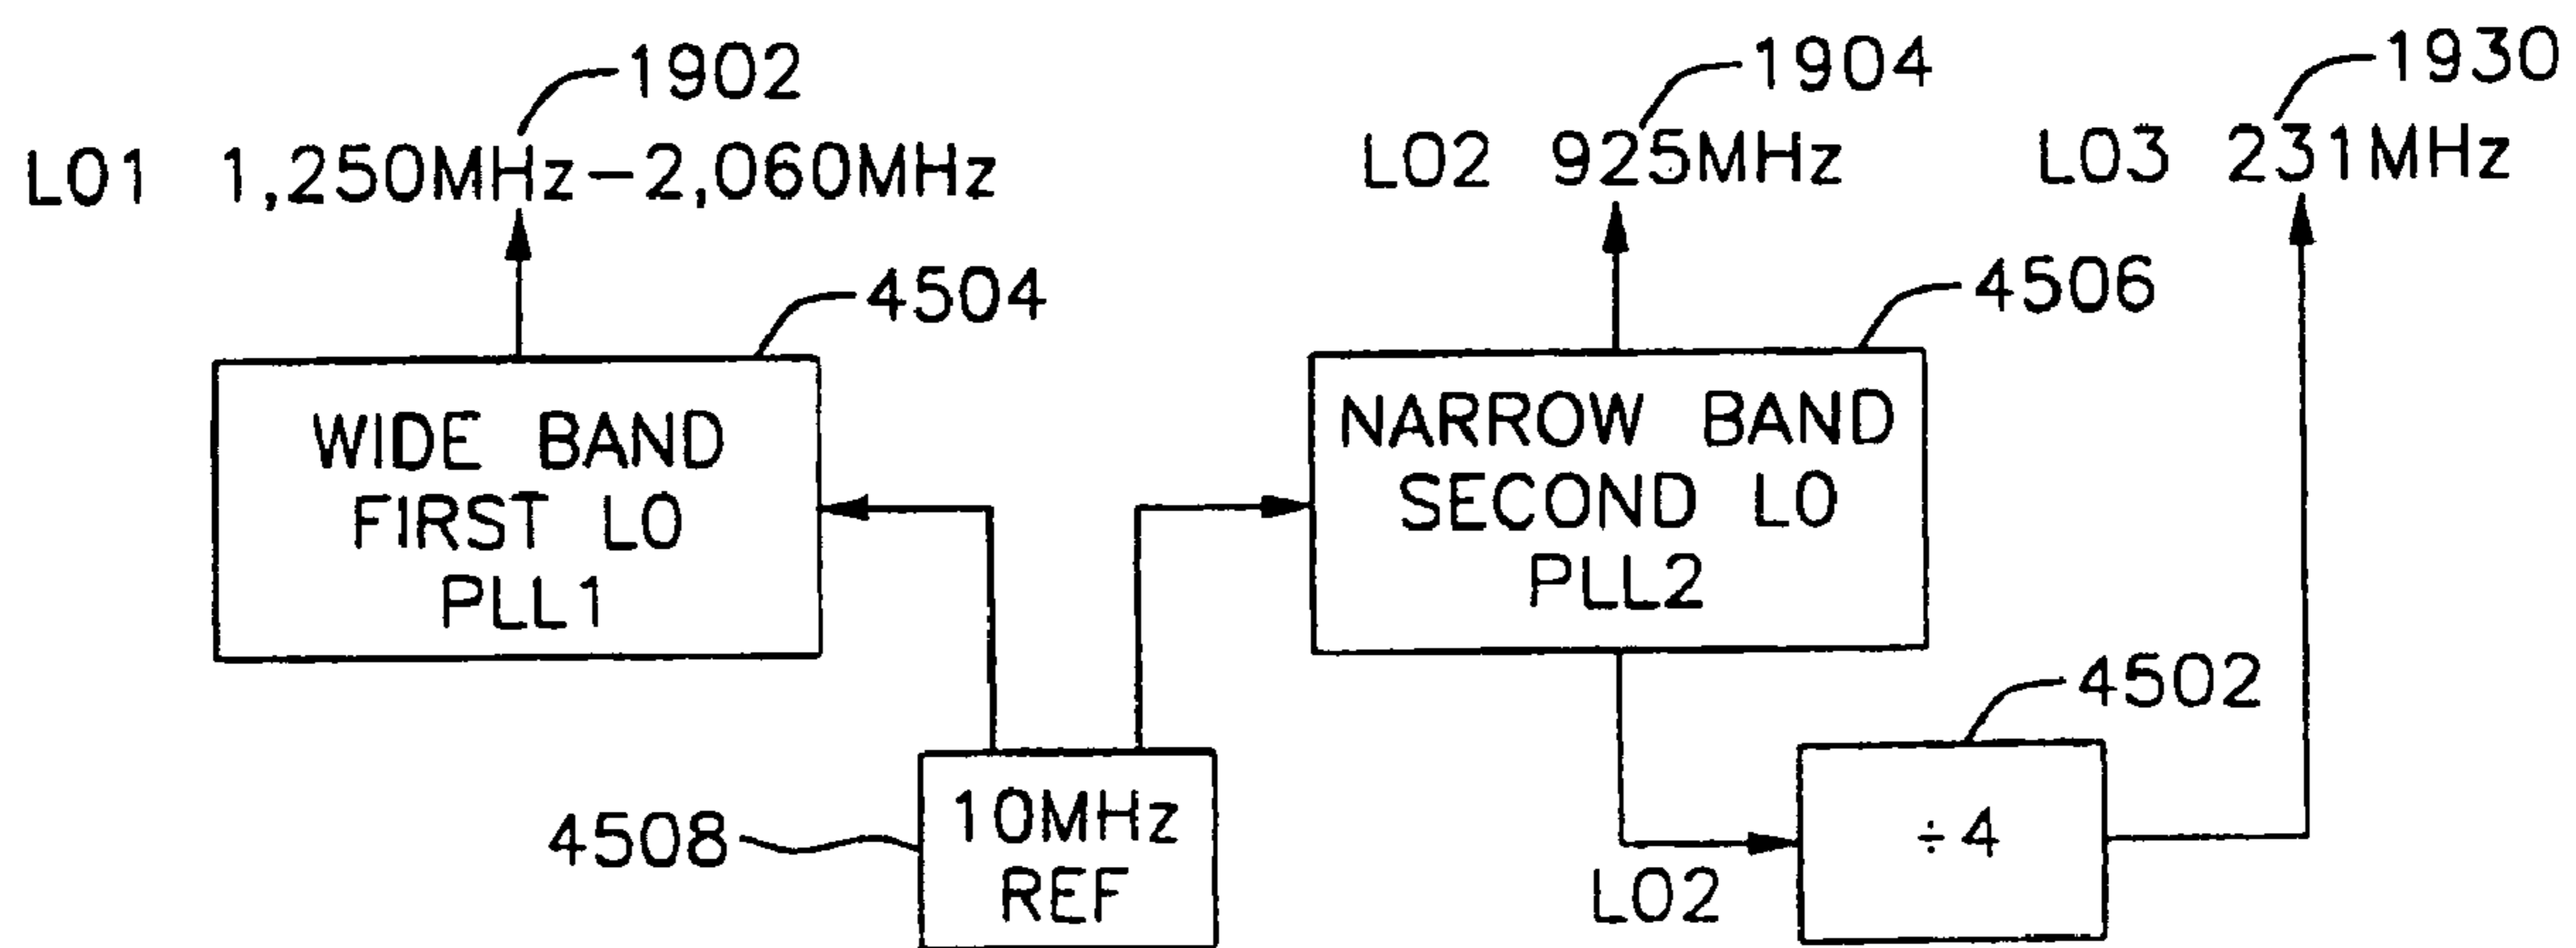 1902
1904
1930
LO1 1,250MHz-2,060MHz
LO2 925MHz
LO3 231MHz
4504
4506
WIDE BAND
FIRST LO
PLL1
NARROW BAND
SECOND LO
PLL2
4502
4508
10MHz
REF
LO2
÷4